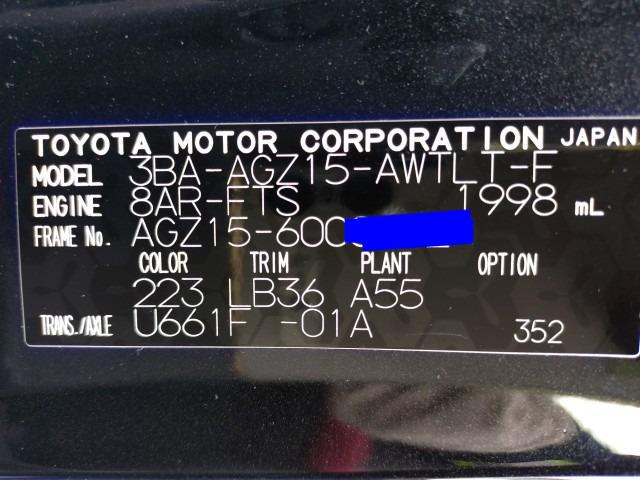 TOYOTA MOTOR CORPORATION JAPAN
MODEL 3BA-AGZ15-AWTLT-F
ENGINE 8AR-FTS 1998 mL
FRAME No. AGZ15-600
COLOR TRIM PLANT OPTION
223 LB36 A55
TRANS./AXLE U661F -01A 352